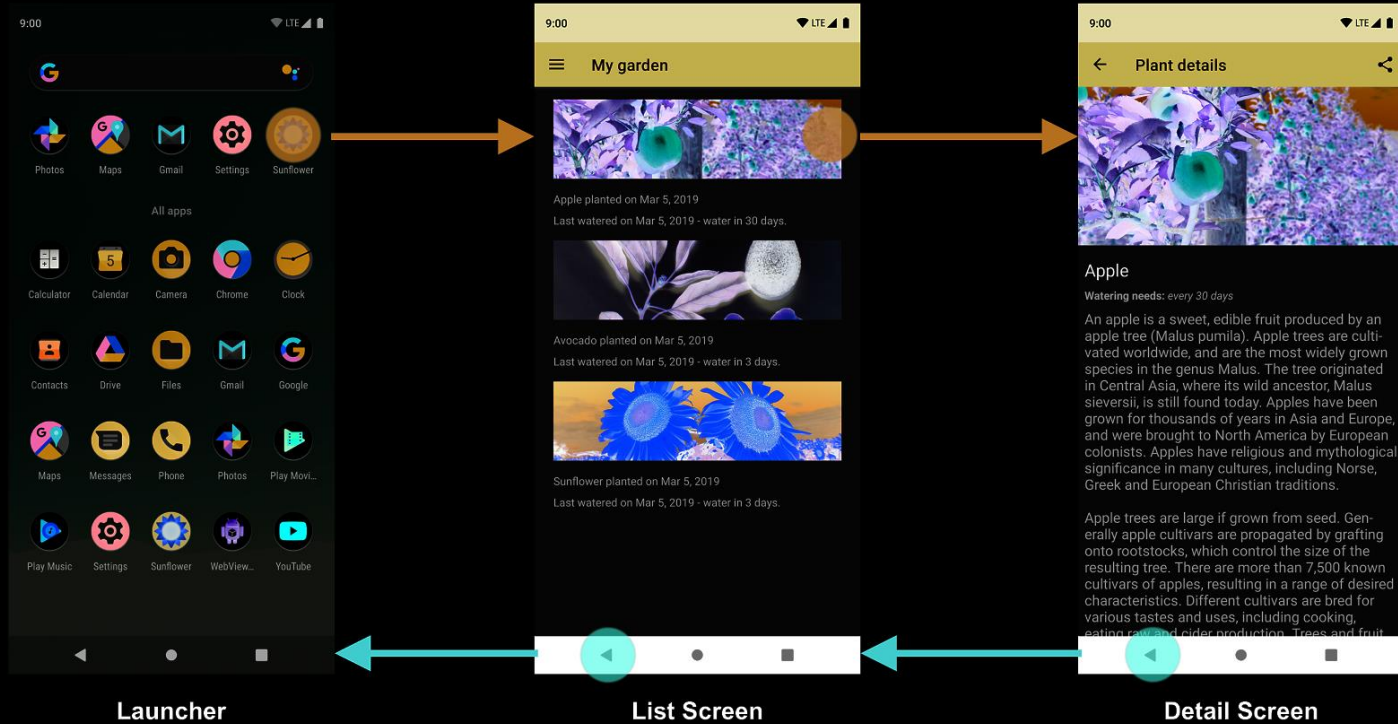 9:00
LTE
Photos
Maps
Gmail
Settings
Sunflower
All apps
5
Calculator
Calendar
Camera
Chrome
Clock
Contacts
Drive
Files
Gmail
Google
Maps
Messages
Phone
Photos
Play Movi...
Play Music
Settings
Sunflower
WebView...
YouTube
Launcher
9:00
LTE
My garden
Apple planted on Mar 5, 2019
Last watered on Mar 5, 2019 - water in 30 days.
Avocado planted on Mar 5, 2019
Last watered on Mar 5, 2019 - water in 3 days.
Sunflower planted on Mar 5, 2019
Last watered on Mar 5, 2019 - water in 3 days.
List Screen
9:00
LTE
Plant details
Apple
Watering needs: every 30 days
An apple is a sweet, edible fruit produced by an
apple tree (Malus pumila). Apple trees are culti-
vated worldwide, and are the most widely grown
species in the genus Malus. The tree originated
in Central Asia, where its wild ancestor, Malus
sieversii, is still found today. Apples have been
grown for thousands of years in Asia and Europe,
and were brought to North America by European
colonists. Apples have religious and mythological
significance in many cultures, including Norse,
Greek and European Christian traditions.
Apple trees are large if grown from seed. Gen-
erally apple cultivars are propagated by grafting
onto rootstocks, which control the size of the
resulting tree. There are more than 7,500 known
cultivars of apples, resulting in a range of desired
characteristics. Different cultivars are bred for
various tastes and uses, including cooking,
eating raw and cider production. Trees and fruit
Detail Screen